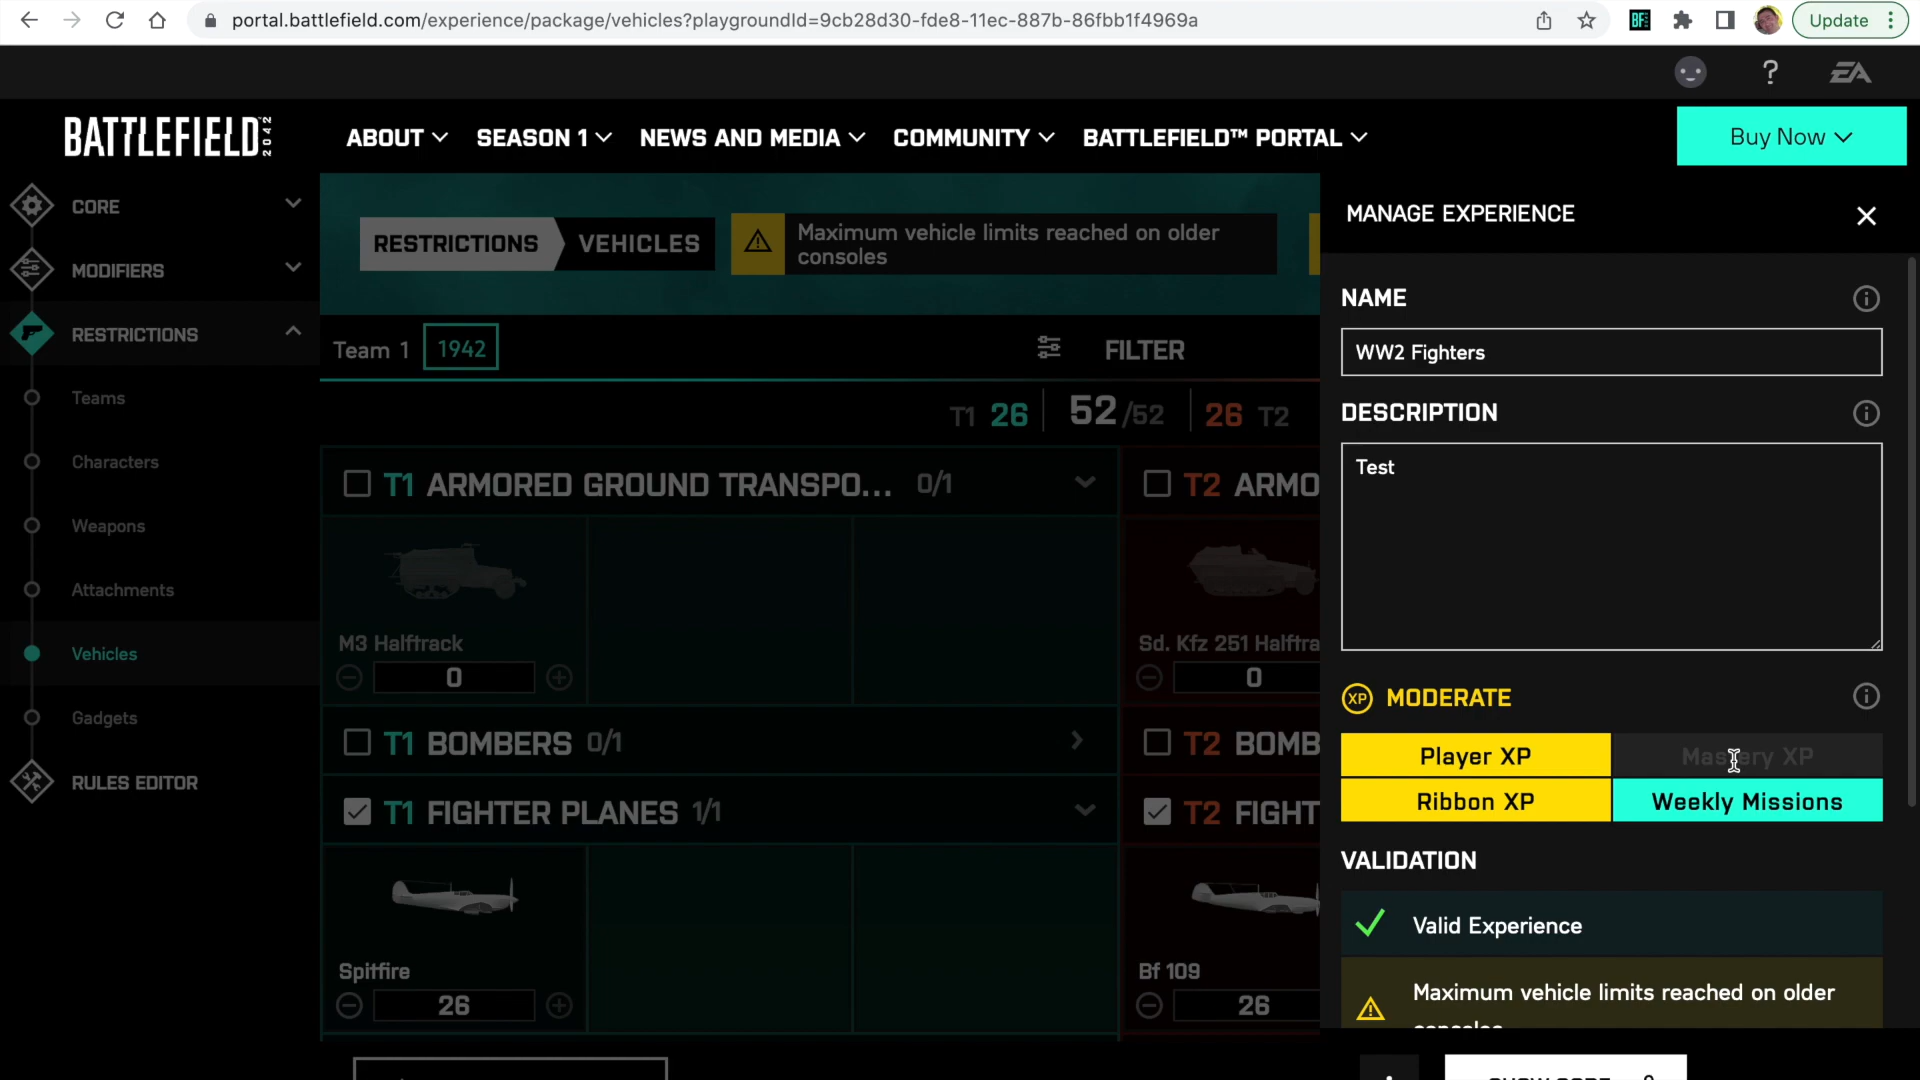 portal.battlefield.com/experience/package/vehicles?playgroundId=9cb28d30-fde8-11ec-887b-86fbb1f4969a
BF
Update
?
EA
BATTLEFIELD 2042
ABOUT
SEASON 1
NEWS AND MEDIA
COMMUNITY
BATTLEFIELD™ PORTAL
Buy Now
CORE
MODIFIERS
RESTRICTIONS
Teams
Characters
Weapons
Attachments
Vehicles
Gadgets
RULES EDITOR
RESTRICTIONS VEHICLES
Maximum vehicle limits reached on older
consoles
Team 1 1942
FILTER
T1 26 52/52 26 T2
T1 ARMORED GROUND TRANSPO... 0/1
T2 ARMO
M3 Halftrack
0
Sd. Kfz 251 Halftra
0
T1 BOMBERS 0/1
T2 BOMB
T1 FIGHTER PLANES 1/1
T2 FIGHT
Spitfire
26
Bf 109
26
MANAGE EXPERIENCE
NAME
WW2 Fighters
DESCRIPTION
Test
XP MODERATE
Player XP
Mastery XP
Ribbon XP
Weekly Missions
VALIDATION
Valid Experience
Maximum vehicle limits reached on older
consoles